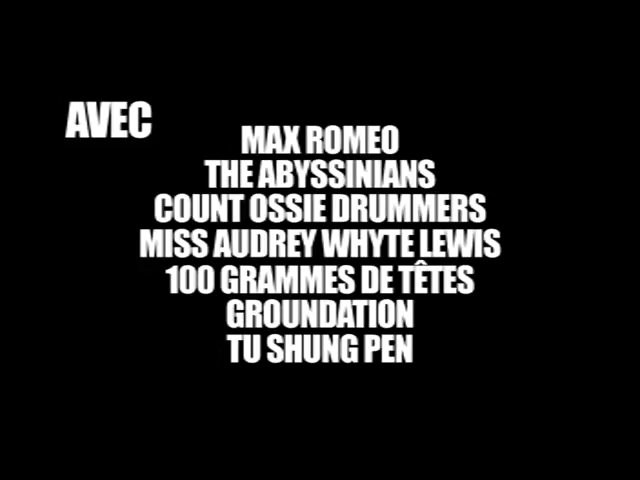 AVEC
MAX ROMEO
THE ABYSSINIANS
COUNT OSSIE DRUMMERS
MISS AUDREY WHYTE LEWIS
100 GRAMMES DE TÊTES
GROUNDATION
TU SHUNG PEN